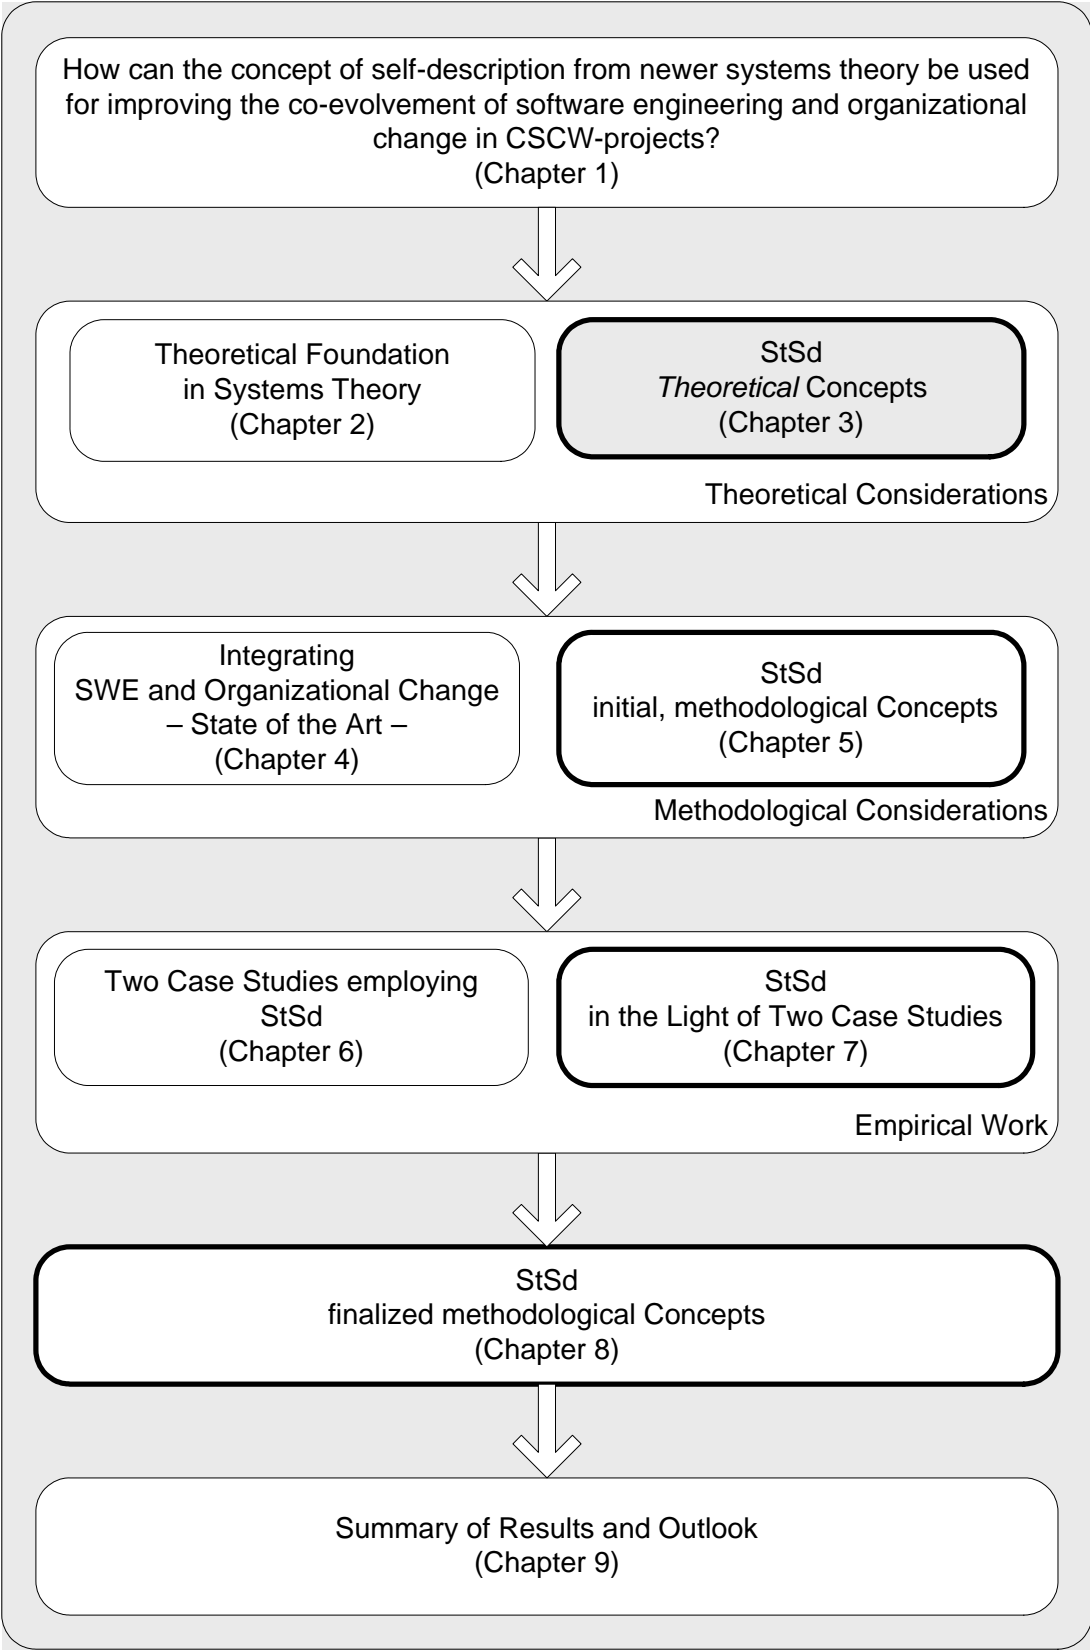 How can the concept of self-description from newer systems theory be used
for improving the co-evolvement of software engineering and organizational
change in CSCW-projects?
(Chapter 1)
Theoretical Foundation
in Systems Theory
(Chapter 2)
StSd
Theoretical Concepts
(Chapter 3)
Theoretical Considerations
Integrating
SWE and Organizational Change
– State of the Art –
(Chapter 4)
StSd
initial, methodological Concepts
(Chapter 5)
Methodological Considerations
Two Case Studies employing
StSd
(Chapter 6)
StSd
in the Light of Two Case Studies
(Chapter 7)
Empirical Work
StSd
finalized methodological Concepts
(Chapter 8)
Summary of Results and Outlook
(Chapter 9)